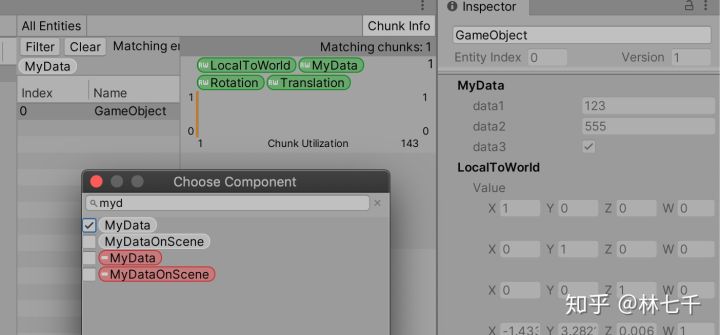 All Entities
Chunk Info
Filter
Clear
Matching en
MyData
Index
Name
0
GameObject
Matching chunks: 1
RW LocalToWorld
RW MyData
1
RW Rotation
RW Translation
1
1
0
0
1
Chunk Utilization
143
Choose Component
myd
MyData
MyDataOnScene
MyData
MyDataOnScene
Inspector
GameObject
Entity Index 0
Version 1
MyData
data1 123
data2 555
data3
LocalToWorld
Value
X 1 Y 0 Z 0 W 0
X 0 Y 1 Z 0 W 0
X 0 Y 0 Z 1 W 0
X -1.433 Y 3.282 Z 0.006 W 1
知乎 @林七千